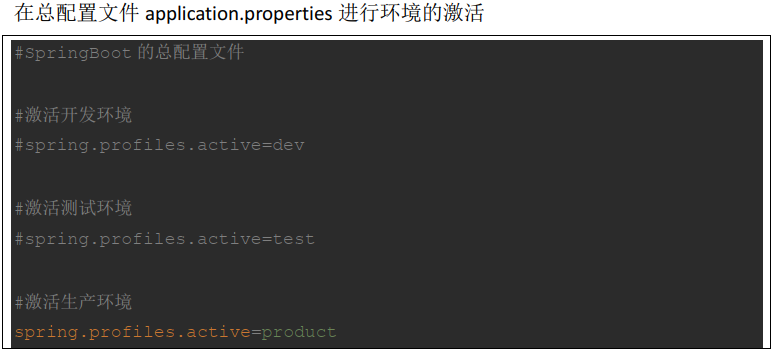 在总配置文件 application.properties 进行环境的激活
#SpringBoot 的总配置文件
#激活开发环境
#spring.profiles.active=dev
#激活测试环境
#spring.profiles.active=test
#激活生产环境
spring.profiles.active=product